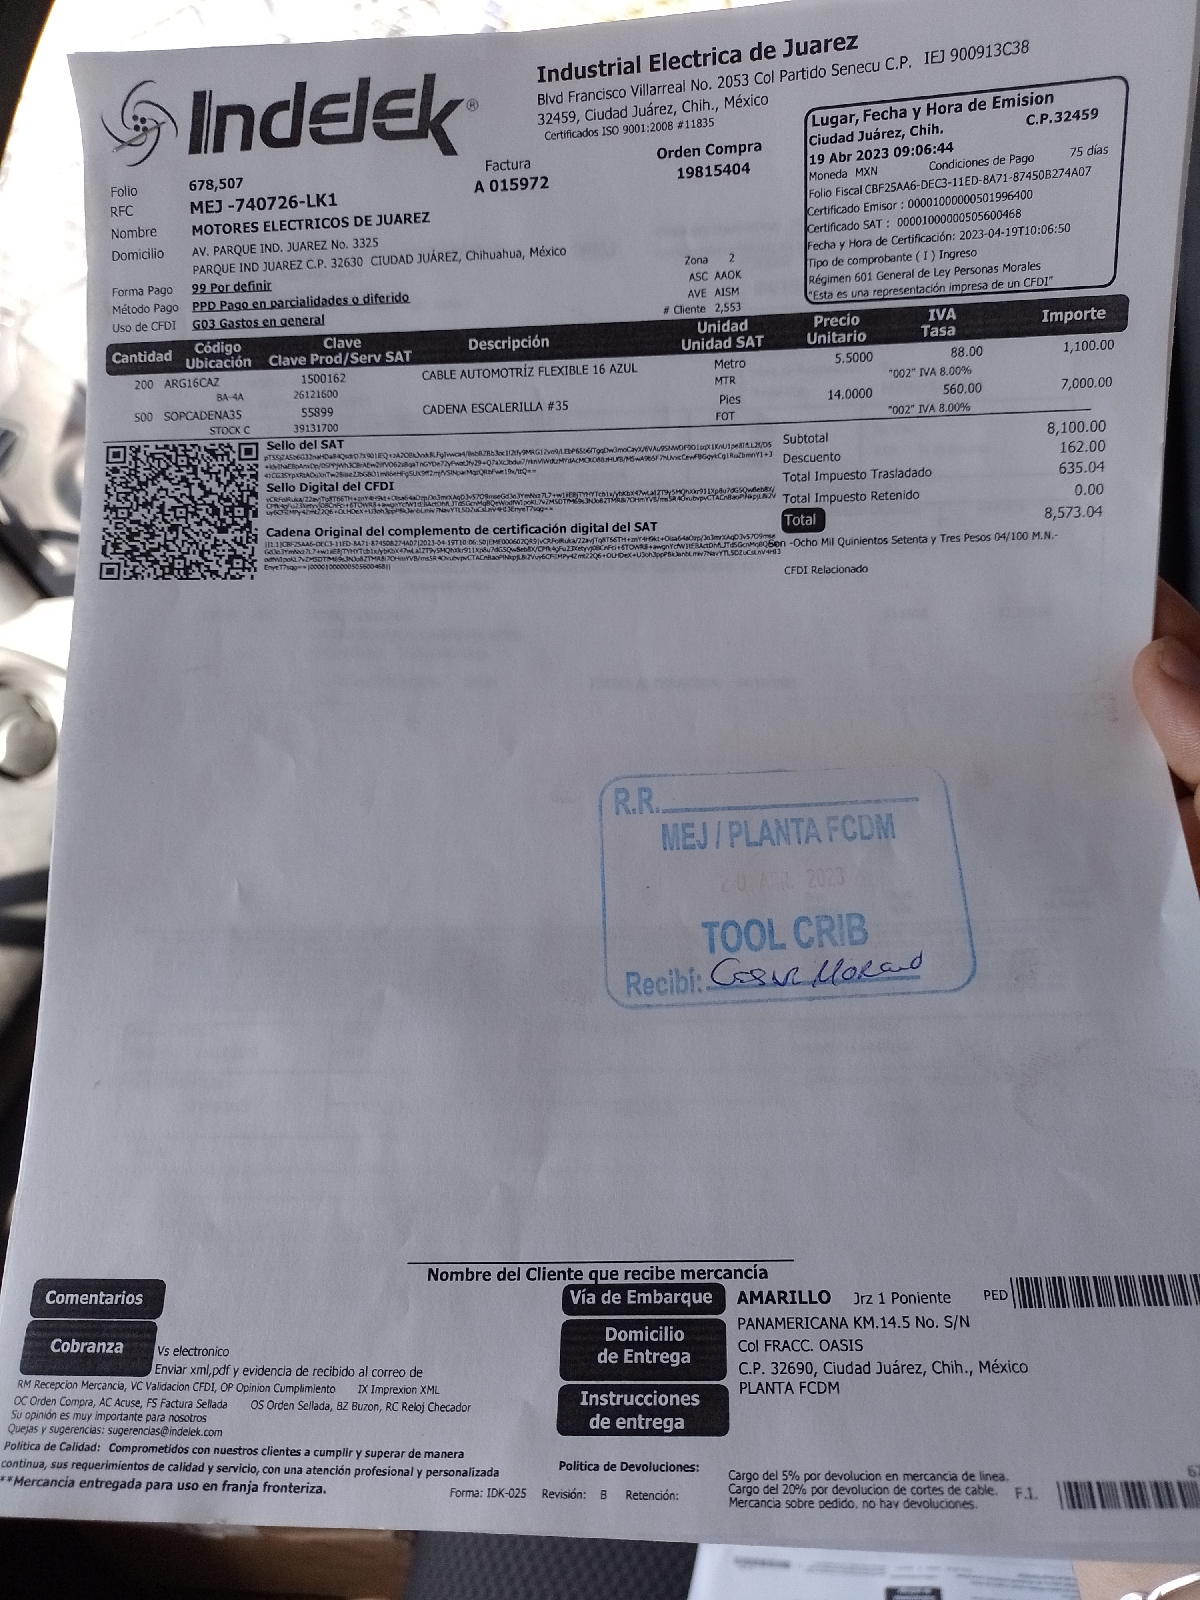 Indelek®
Industrial Electrica de Juarez
Blvd Francisco Villarreal No. 2053 Col Partido Senecu C.P. IEJ 900913C38
32459, Ciudad Juárez, Chih., México
Certificados ISO 9001:2008 #11835
Lugar, Fecha y Hora de Emision
Ciudad Juárez, Chih. C.P.32459
19 Abr 2023 09:06:44
Moneda MXN Condiciones de Pago 75 días
Folio Fiscal CBF25AA6-DEC3-11ED-8A71-87450B274A07
Certificado Emisor : 00001000000501996400
Certificado SAT : 00001000000505600468
Fecha y Hora de Certificación: 2023-04-19T10:06:50
Tipo de comprobante ( I ) Ingreso
Régimen 601 General de Ley Personas Morales
"Esta es una representación impresa de un CFDI"
Factura
A 015972
Orden Compra
19815404
Folio 678,507
RFC MEJ -740726-LK1
Nombre MOTORES ELECTRICOS DE JUAREZ
Domicilio AV. PARQUE IND. JUAREZ No. 3325
PARQUE IND JUAREZ C.P. 32630 CIUDAD JUÁREZ, Chihuahua, México
Forma Pago 99 Por definir
Método Pago PPD Pago en parcialidades o diferido
Uso de CFDI G03 Gastos en general
Zona 2
ASC AAOK
AVE AISM
# Cliente 2,553
Cantidad Código Ubicación Clave Clave Prod/Serv SAT Descripción Unidad Unidad SAT Precio Unitario IVA Tasa Importe
200 ARG16CAZ 1500162 CABLE AUTOMOTRÍZ FLEXIBLE 16 AZUL Metro 5.5000 88.00 1,100.00
BA-4A 26121600 MTR "002" IVA 8.00%
500 SOPCADENA35 55899 CADENA ESCALERILLA #35 Pies 14.0000 560.00 7,000.00
STOCK C 39131700 FOT "002" IVA 8.00%
Sello del SAT
Sello Digital del CFDI
Cadena Original del complemento de certificación digital del SAT
Subtotal 8,100.00
Descuento 162.00
Total Impuesto Trasladado 635.04
Total Impuesto Retenido 0.00
Total 8,573.04
-Ocho Mil Quinientos Setenta y Tres Pesos 04/100 M.N.-
CFDI Relacionado
R.R.
MEJ / PLANTA FCDM
2023
TOOL CRIB
Recibí:
Nombre del Cliente que recibe mercancía
Comentarios
Cobranza
Vs electronico
Enviar xml,pdf y evidencia de recibido al correo de
RM Recepcion Mercancia, VC Validacion CFDI, OP Opinion Cumplimiento IX Imprexion XML
OC Orden Compra, AC Acuse, FS Factura Sellada OS Orden Sellada, BZ Buzon, RC Reloj Checador
Su opinión es muy importante para nosotros
Quejas y sugerencias: sugerencias@indelek.com
Politica de Calidad: Comprometidos con nuestros clientes a cumplir y superar de manera
continua, sus requerimientos de calidad y servicio, con una atención profesional y personalizada
**Mercancia entregada para uso en franja fronteriza.
Vía de Embarque AMARILLO Jrz 1 Poniente PED
Domicilio de Entrega
PANAMERICANA KM.14.5 No. S/N
Col FRACC. OASIS
C.P. 32690, Ciudad Juárez, Chih., México
PLANTA FCDM
Instrucciones de entrega
Forma: IDK-025 Revisión: B Retención:
Politica de Devoluciones:
Cargo del 5% por devolucion en mercancia de linea.
Cargo del 20% por devolucion de cortes de cable.
Mercancia sobre pedido, no hay devoluciones.
F.I.